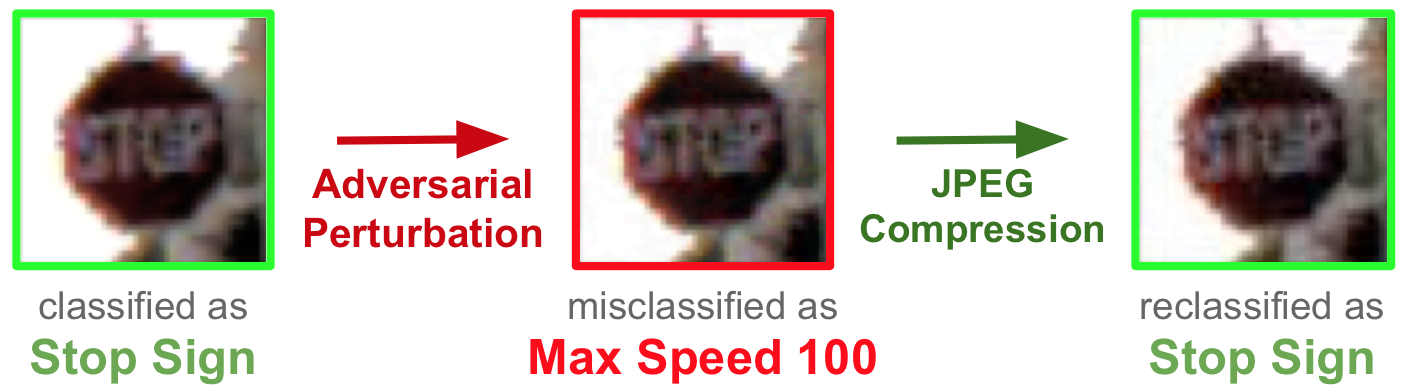 STOP
STOP
STOP
Adversarial
Perturbation
JPEG
Compression
classified as
Stop Sign
misclassified as
Max Speed 100
reclassified as
Stop Sign